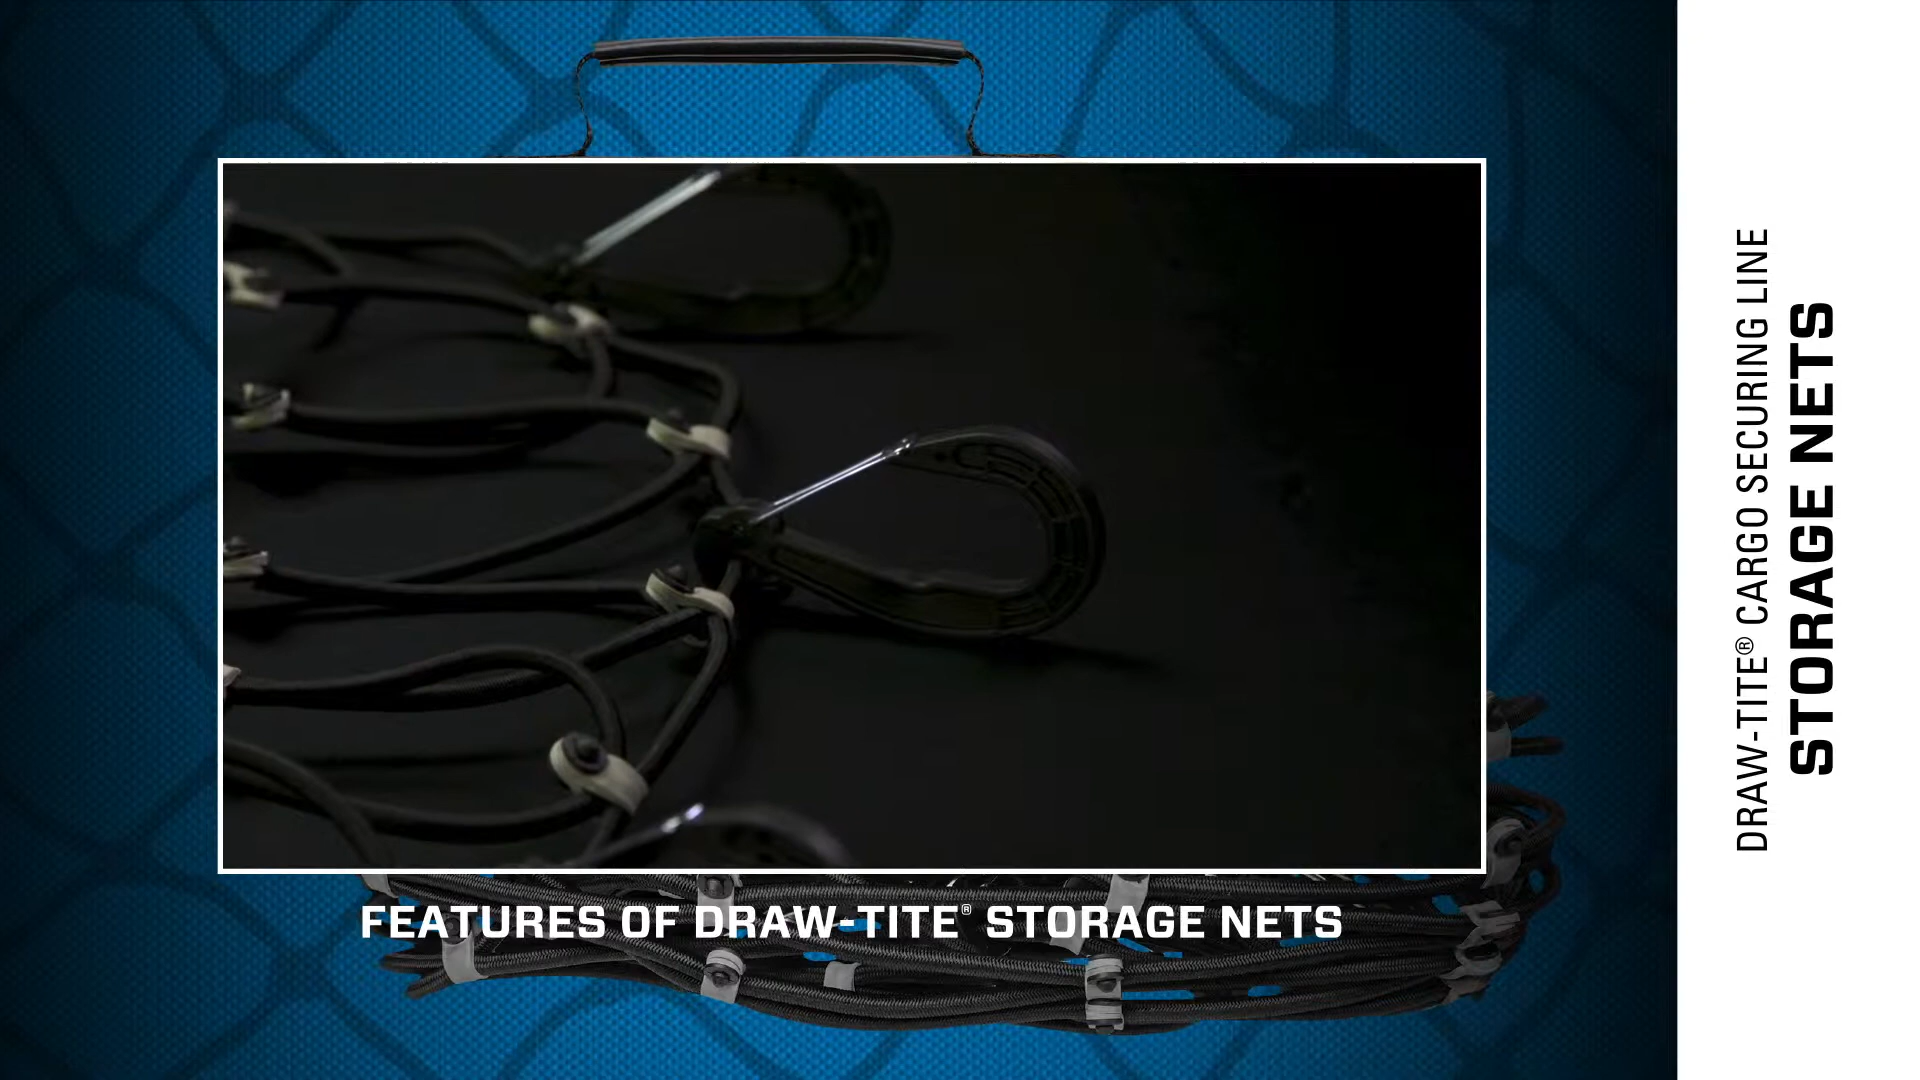 FEATURES OF DRAW-TITE® STORAGE NETS
DRAW-TITE® CARGO SECURING LINE
STORAGE NETS